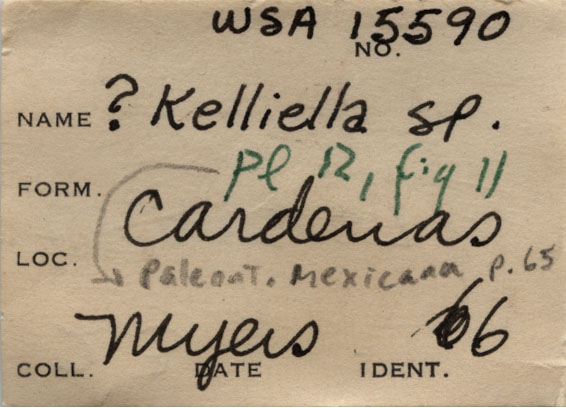 WSA 15590
NO.
NAME ? Kelliella sp.
Pl 12, fig 11
FORM. Cardenas
LOC. Paleont. Mexicana p. 65
Myers 66
COLL. DATE IDENT.